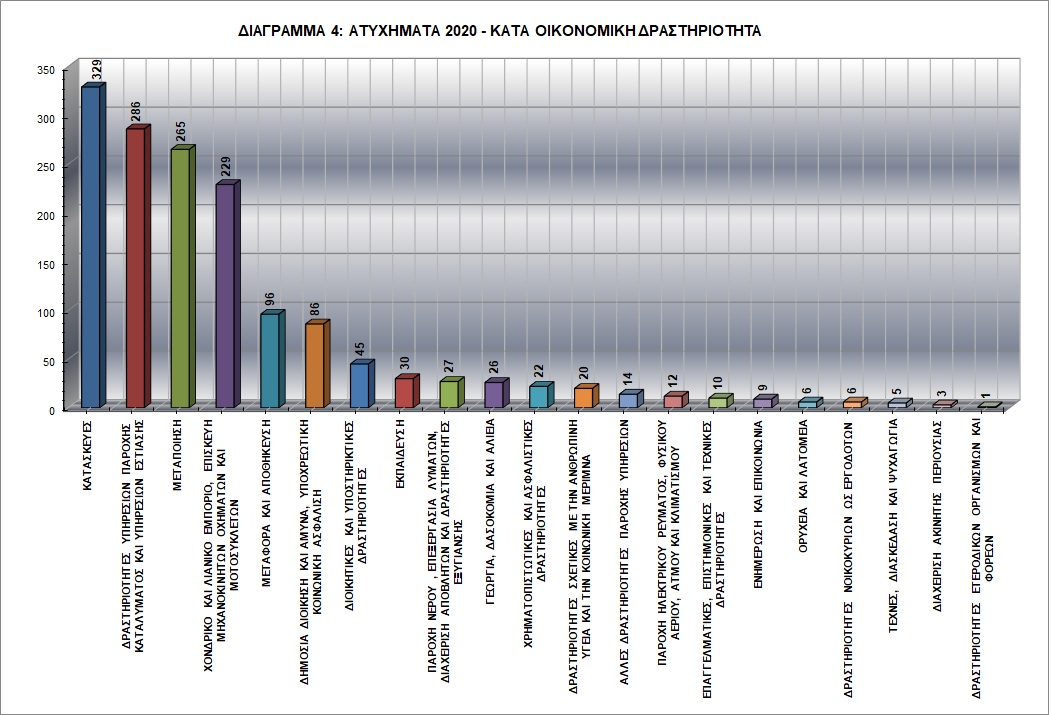 ΔΙΑΓΡΑΜΜΑ 4: ΑΤΥΧΗΜΑΤΑ 2020 - ΚΑΤΑ ΟΙΚΟΝΟΜΙΚΗ ΔΡΑΣΤΗΡΙΟΤΗΤΑ
350
300
250
200
150
100
50
0
329
286
265
229
96
86
45
30
27
26
22
20
14
12
10
9
6
6
5
3
1
ΚΑΤΑΣΚΕΥΕΣ
ΔΡΑΣΤΗΡΙΟΤΗΤΕΣ ΥΠΗΡΕΣΙΩΝ ΠΑΡΟΧΗΣ
ΚΑΤΑΛΥΜΑΤΟΣ ΚΑΙ ΥΠΗΡΕΣΙΩΝ ΕΣΤΙΑΣΗΣ
ΜΕΤΑΠΟΙΗΣΗ
ΧΟΝΔΡΙΚΟ ΚΑΙ ΛΙΑΝΙΚΟ ΕΜΠΟΡΙΟ, ΕΠΙΣΚΕΥΗ
ΜΗΧΑΝΟΚΙΝΗΤΩΝ ΟΧΗΜΑΤΩΝ ΚΑΙ
ΜΟΤΟΣΥΚΛΕΤΩΝ
ΜΕΤΑΦΟΡΑ ΚΑΙ ΑΠΟΘΗΚΕΥΣΗ
ΔΗΜΟΣΙΑ ΔΙΟΙΚΗΣΗ ΚΑΙ ΑΜΥΝΑ, ΥΠΟΧΡΕΩΤΙΚΗ
ΚΟΙΝΩΝΙΚΗ ΑΣΦΑΛΙΣΗ
ΔΙΟΙΚΗΤΙΚΕΣ ΚΑΙ ΥΠΟΣΤΗΡΙΚΤΙΚΕΣ
ΔΡΑΣΤΗΡΙΟΤΗΤΕΣ
ΕΚΠΑΙΔΕΥΣΗ
ΠΑΡΟΧΗ ΝΕΡΟΥ , ΕΠΕΞΕΡΓΑΣΙΑ ΛΥΜΑΤΩΝ,
ΔΙΑΧΕΙΡΙΣΗ ΑΠΟΒΛΗΤΩΝ ΚΑΙ ΔΡΑΣΤΗΡΙΟΤΗΤΕΣ
ΕΞΥΓΙΑΝΣΗΣ
ΓΕΩΡΓΙΑ, ΔΑΣΟΚΟΜΙΑ ΚΑΙ ΑΛΙΕΙΑ
ΧΡΗΜΑΤΟΠΙΣΤΩΤΙΚΕΣ ΚΑΙ ΑΣΦΑΛΙΣΤΙΚΕΣ
ΔΡΑΣΤΗΡΙΟΤΗΤΕΣ
ΔΡΑΣΤΗΡΙΟΤΗΤΕΣ ΣΧΕΤΙΚΕΣ ΜΕ ΤΗΝ ΑΝΘΡΩΠΙΝΗ
ΥΓΕΙΑ ΚΑΙ ΤΗΝ ΚΟΙΝΩΝΙΚΗ ΜΕΡΙΜΝΑ
ΑΛΛΕΣ ΔΡΑΣΤΗΡΙΟΤΗΤΕΣ ΠΑΡΟΧΗΣ ΥΠΗΡΕΣΙΩΝ
ΠΑΡΟΧΗ ΗΛΕΚΤΡΙΚΟΥ ΡΕΥΜΑΤΟΣ, ΦΥΣΙΚΟΥ
ΑΕΡΙΟΥ, ΑΤΜΟΥ ΚΑΙ ΚΛΙΜΑΤΙΣΜΟΥ
ΕΠΑΓΓΕΛΜΑΤΙΚΕΣ, ΕΠΙΣΤΗΜΟΝΙΚΕΣ ΚΑΙ ΤΕΧΝΙΚΕΣ
ΔΡΑΣΤΗΡΙΟΤΗΤΕΣ
ΕΝΗΜΕΡΩΣΗ ΚΑΙ ΕΠΙΚΟΙΝΩΝΙΑ
ΟΡΥΧΕΙΑ ΚΑΙ ΛΑΤΟΜΕΙΑ
ΔΡΑΣΤΗΡΙΟΤΗΤΕΣ ΝΟΙΚΟΚΥΡΙΩΝ ΩΣ ΕΡΓΟΔΟΤΩΝ
ΤΕΧΝΕΣ, ΔΙΑΣΚΕΔΑΣΗ ΚΑΙ ΨΥΧΑΓΩΓΙΑ
ΔΙΑΧΕΙΡΙΣΗ ΑΚΙΝΗΤΗΣ ΠΕΡΙΟΥΣΙΑΣ
ΔΡΑΣΤΗΡΙΟΤΗΤΕΣ ΕΤΕΡΟΔΙΚΩΝ ΟΡΓΑΝΙΣΜΩΝ ΚΑΙ
ΦΟΡΕΩΝ